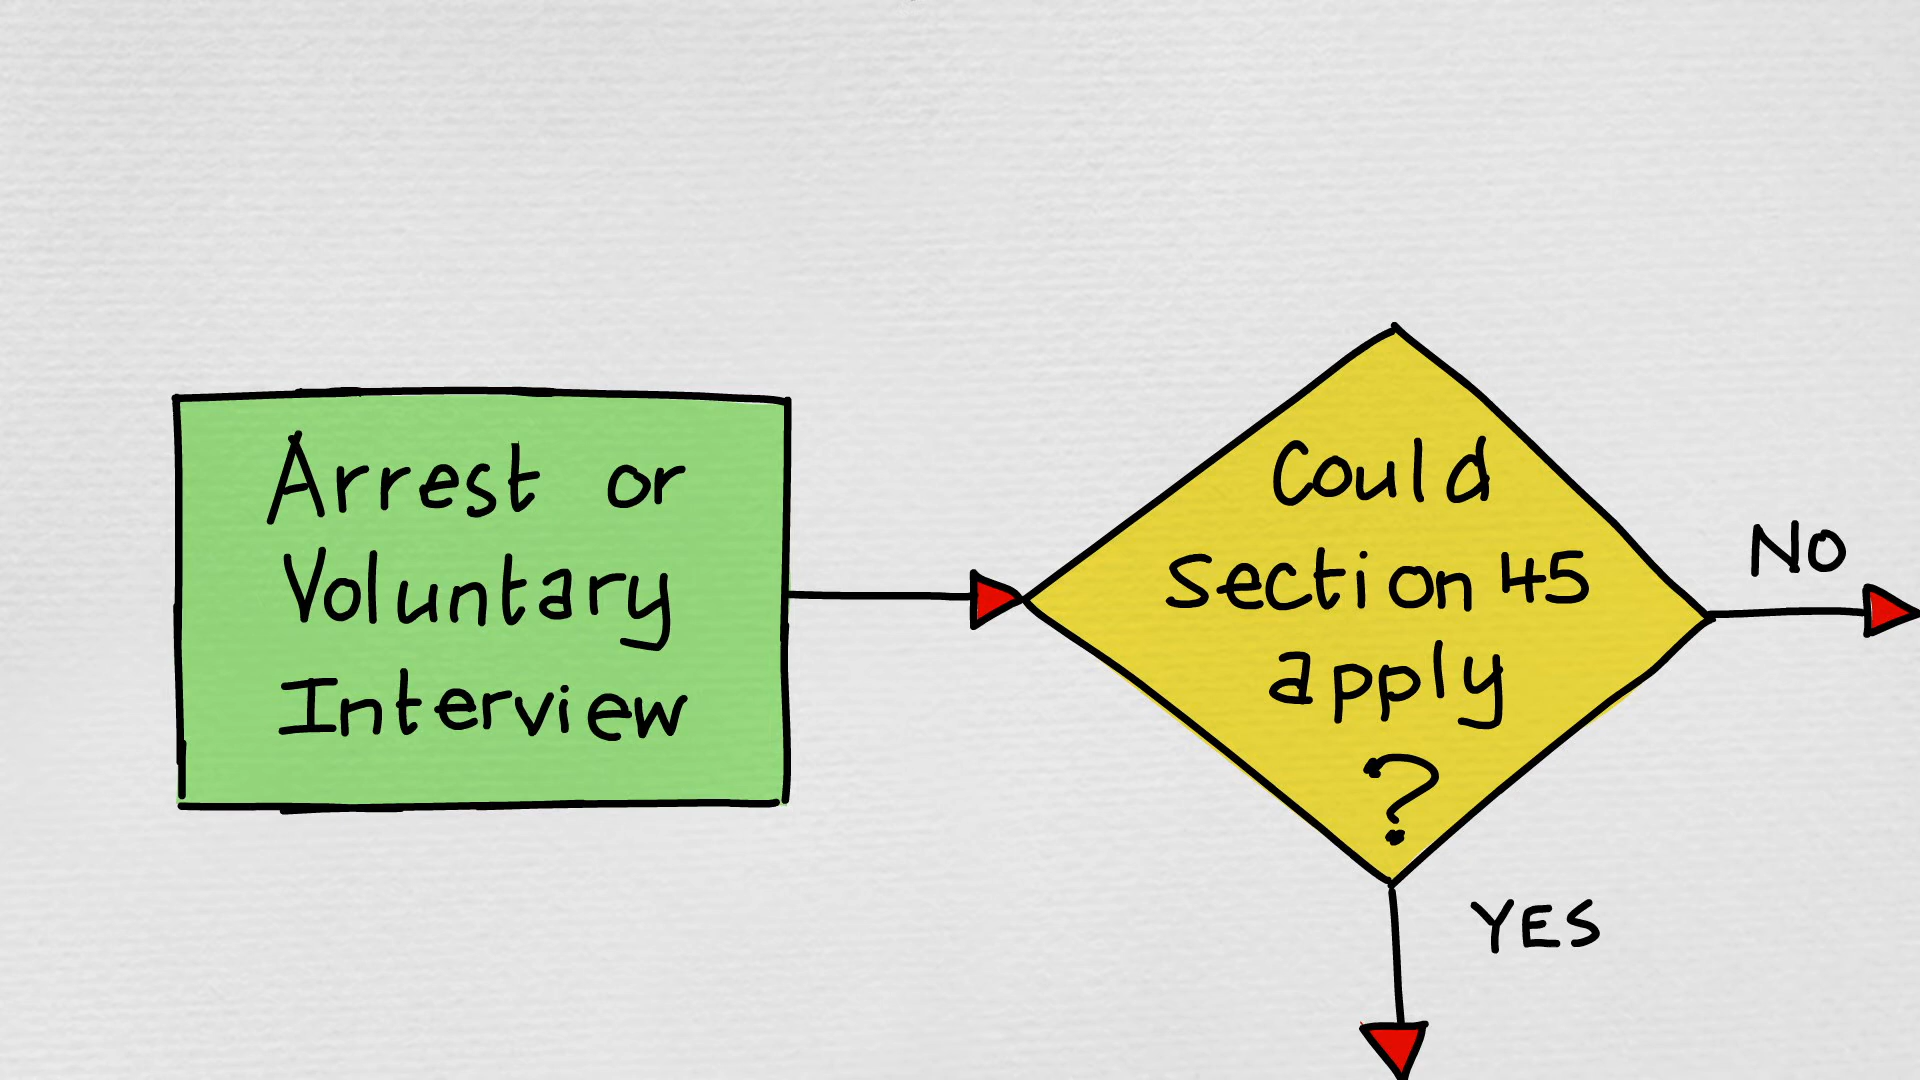 Arrest or
Voluntary
Interview
Could
Section 45
apply
?
NO
YES